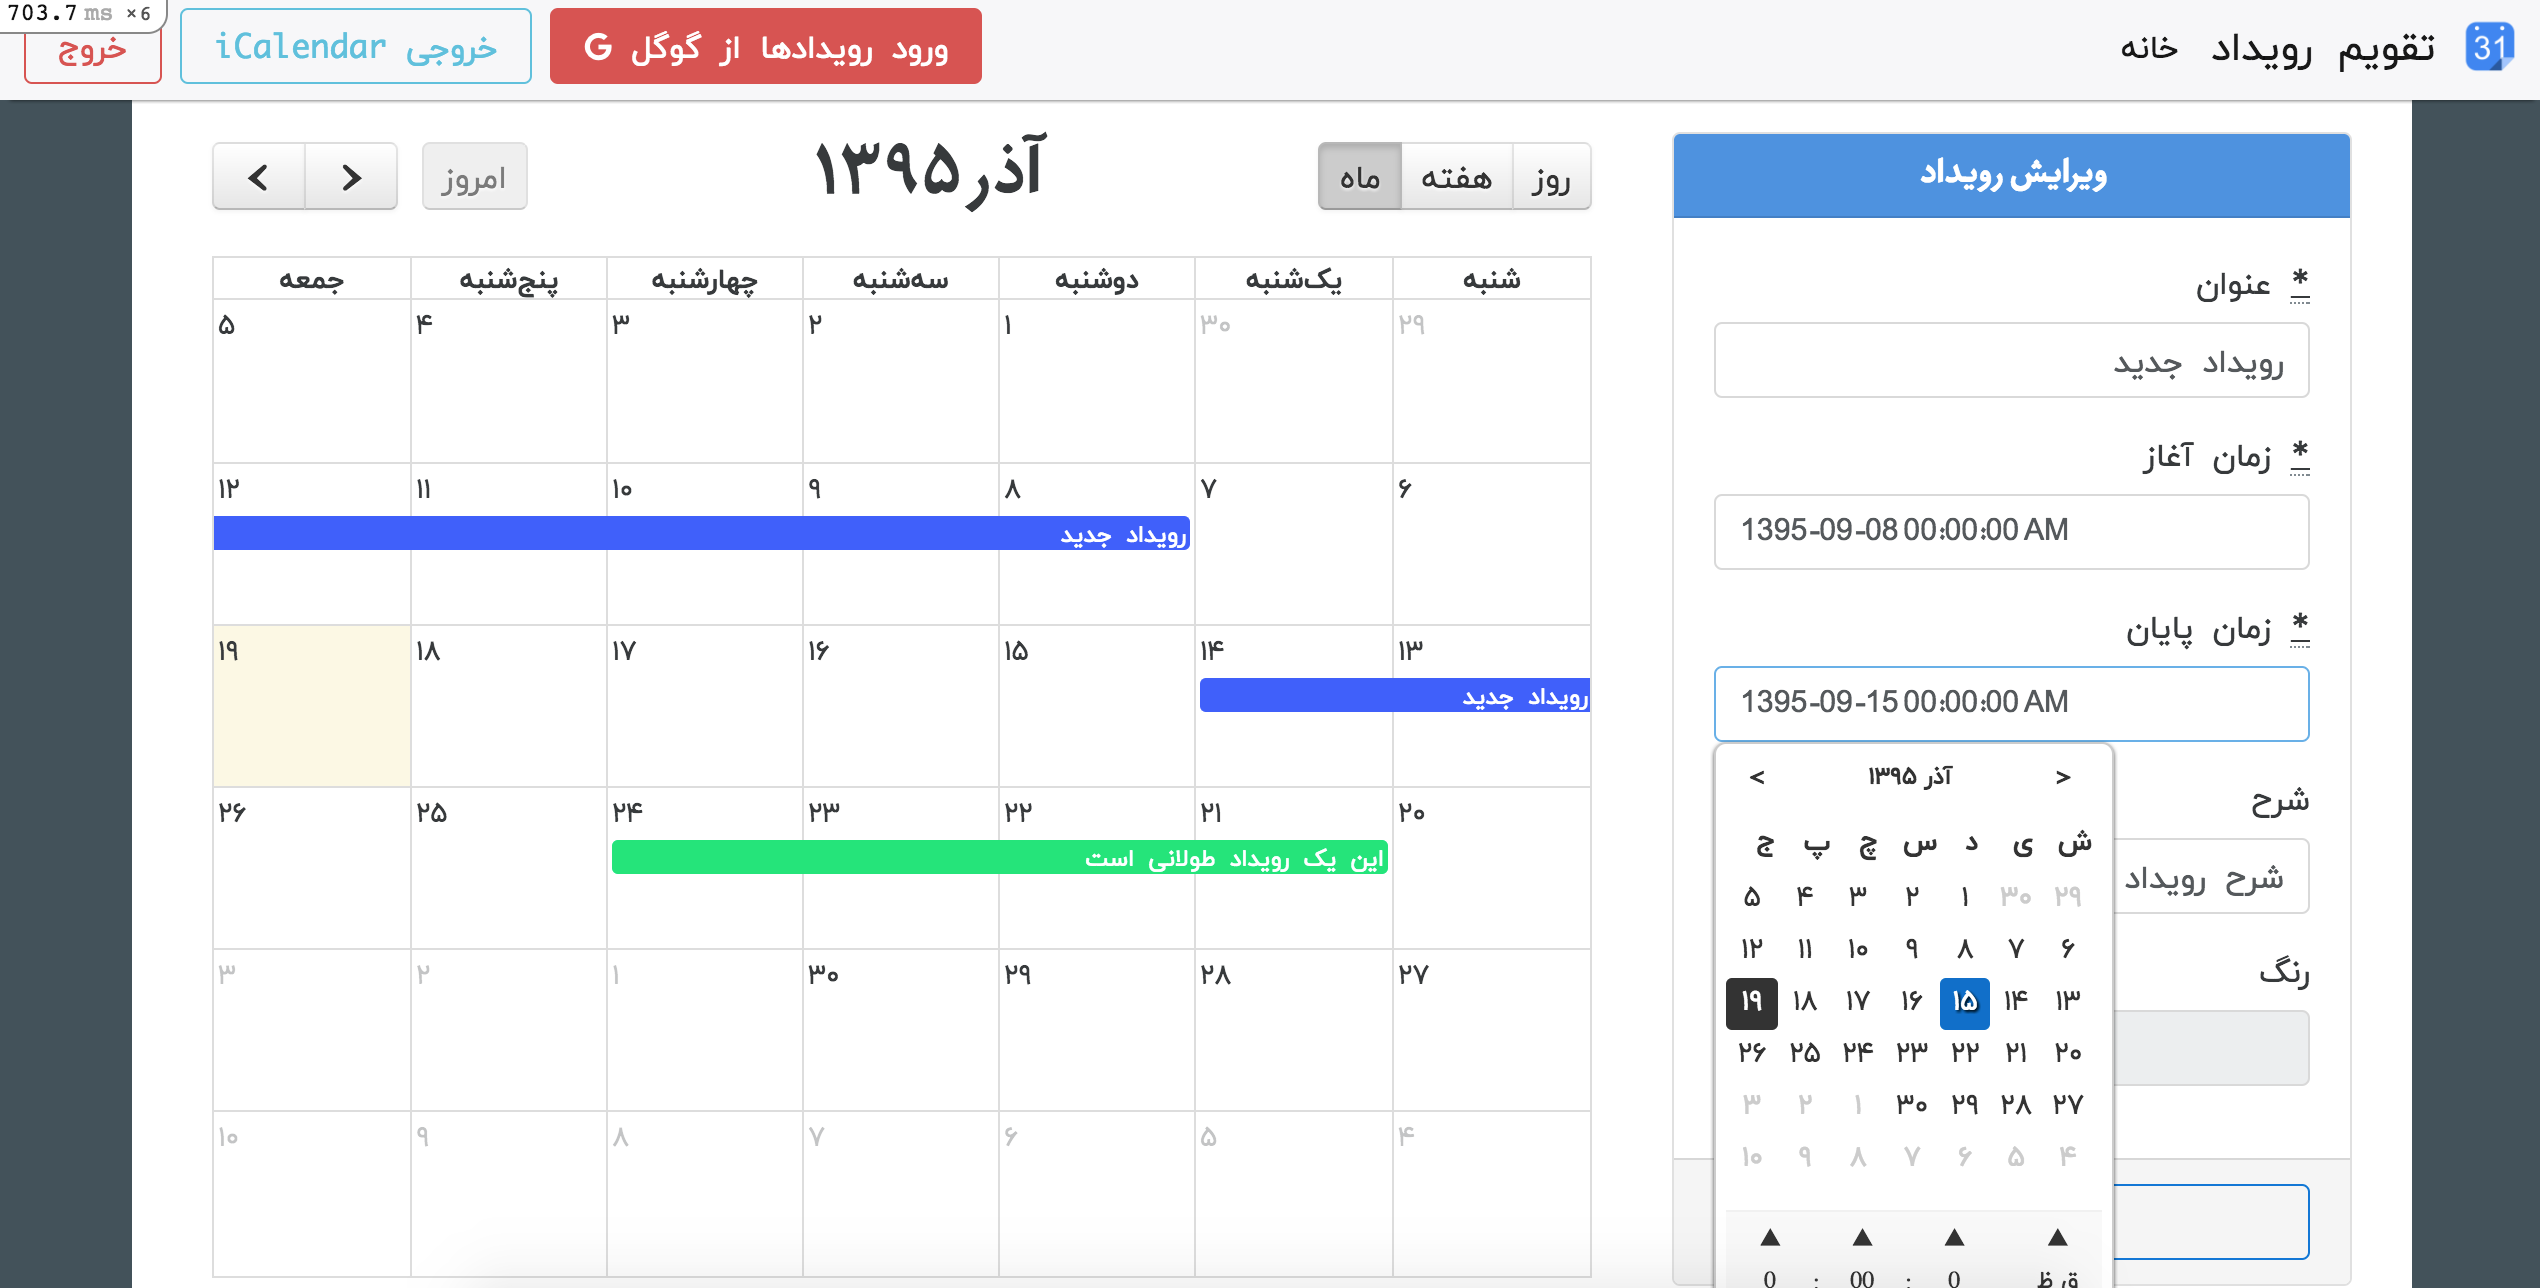 703.7 ms ×6
31 تقویم رویداد خانه
ورود رویدادها از گوگل G
خروجی iCalendar
خروج
ویرایش رویداد
* عنوان
رویداد جدید
* زمان آغاز
1395-09-08 00:00:00 AM
* زمان پایان
1395-09-15 00:00:00 AM
شرح
شرح رویداد
رنگ
< آذر ۱۳۹۵ >
ش ی د س چ پ ج
۲۹ ۳۰ ۱ ۲ ۳ ۴ ۵
۶ ۷ ۸ ۹ ۱۰ ۱۱ ۱۲
۱۳ ۱۴ ۱۵ ۱۶ ۱۷ ۱۸ ۱۹
۲۰ ۲۱ ۲۲ ۲۳ ۲۴ ۲۵ ۲۶
۲۷ ۲۸ ۲۹ ۳۰ ۱ ۲ ۳
۴ ۵ ۶ ۷ ۸ ۹ ۱۰
0 : 00 : 0 ق ظ
روز هفته ماه
آذر ۱۳۹۵
امروز
شنبه یک‌شنبه دوشنبه سه‌شنبه چهارشنبه پنج‌شنبه جمعه
۲۹ ۳۰ ۱ ۲ ۳ ۴ ۵
۶ ۷ ۸ ۹ ۱۰ ۱۱ ۱۲
رویداد جدید
۱۳ ۱۴ ۱۵ ۱۶ ۱۷ ۱۸ ۱۹
رویداد جدید
۲۰ ۲۱ ۲۲ ۲۳ ۲۴ ۲۵ ۲۶
این یک رویداد طولانی است
۲۷ ۲۸ ۲۹ ۳۰ ۱ ۲ ۳
۴ ۵ ۶ ۷ ۸ ۹ ۱۰